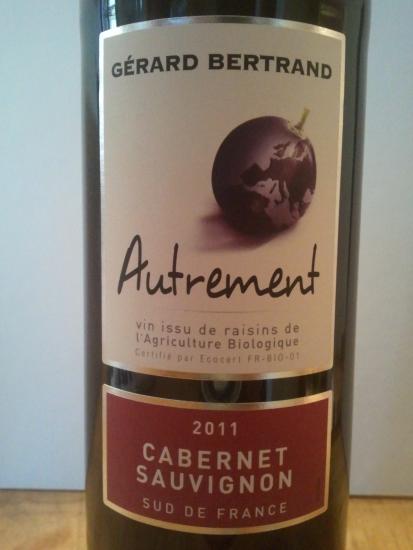 GÉRARD BERTRAND
Autrement
vin issu de raisins de
l'Agriculture Biologique
Certifié par Ecocert FR-BIO-01
2011
CABERNET
SAUVIGNON
SUD DE FRANCE